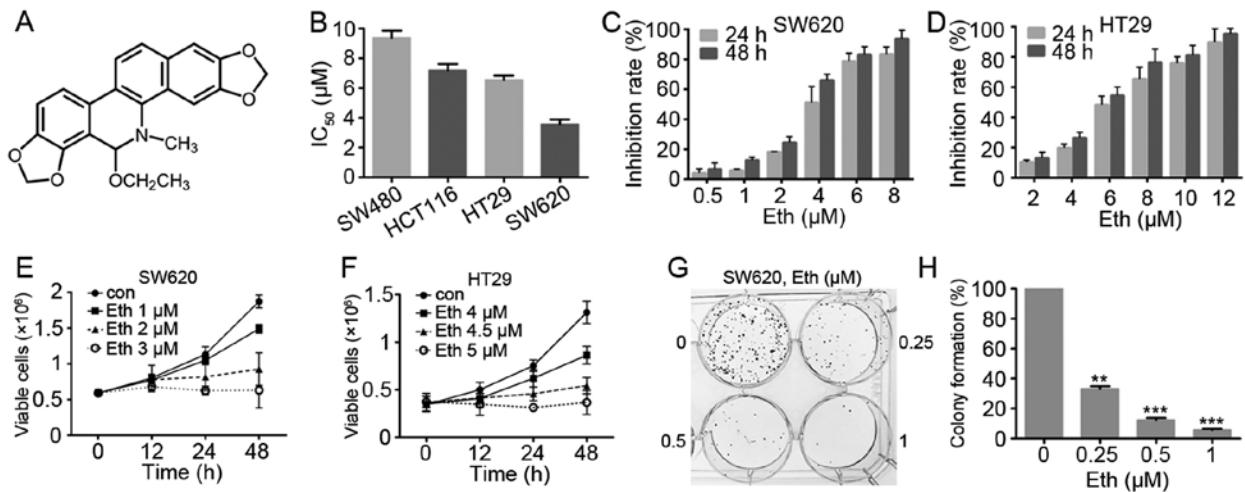 A
O
O
N
CH₃
O
O
OCH₂CH₃
B
IC₅₀ (µM)
10
8
6
4
2
0
SW480
HCT116
HT29
SW620
C
SW620
Inhibition rate (%)
100
80
60
40
20
0
24 h
48 h
0.5 1 2 4 6 8
Eth (µM)
D
HT29
Inhibition rate (%)
100
80
60
40
20
0
24 h
48 h
2 4 6 8 10 12
Eth (µM)
E
SW620
Viable cells (×10⁶)
2
1.5
1
0.5
0
con
Eth 1 µM
Eth 2 µM
Eth 3 µM
0 12 24 48
Time (h)
F
HT29
Viable cells (×10⁶)
1.5
1
0.5
0
con
Eth 4 µM
Eth 4.5 µM
Eth 5 µM
0 12 24 48
Time (h)
G
SW620, Eth (µM)
0
0.25
0.5
1
H
Colony formation (%)
100
80
60
40
20
0
**
***
***
0 0.25 0.5 1
Eth (µM)